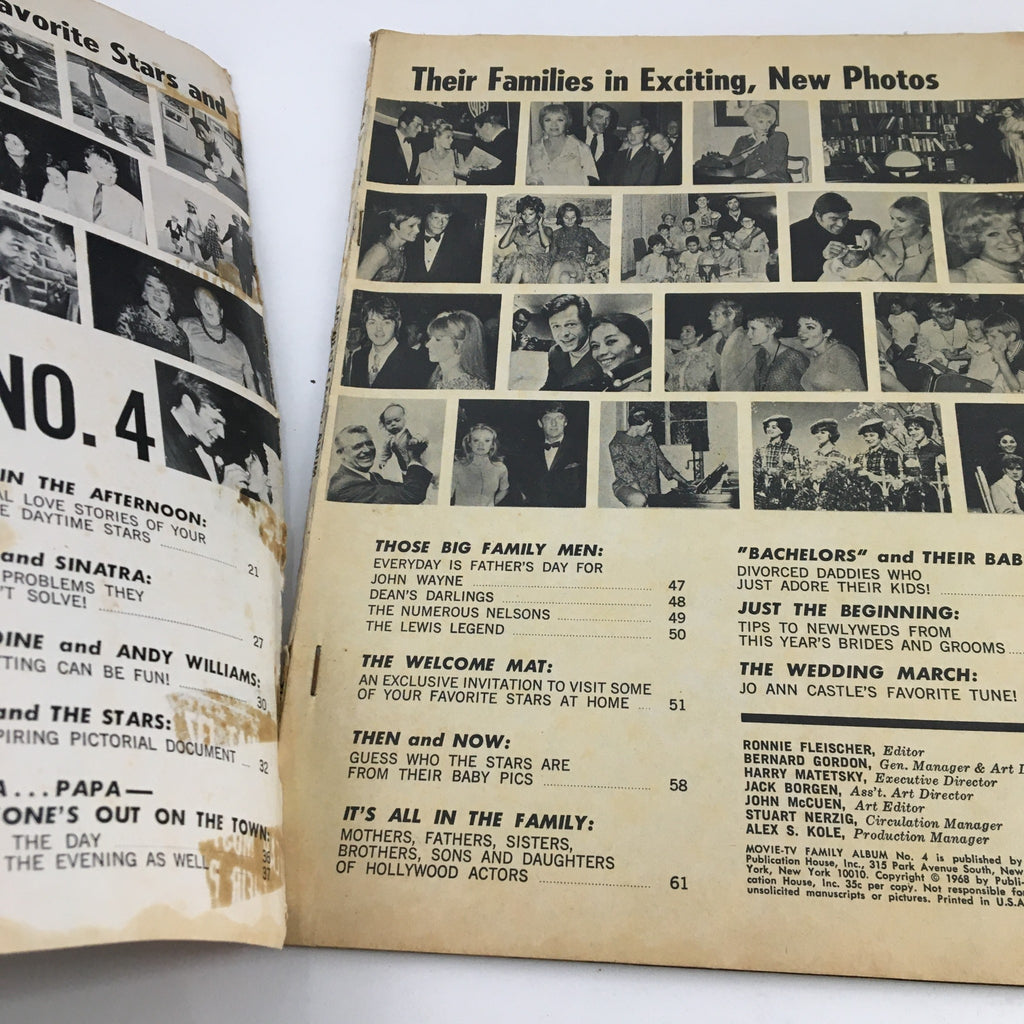 avorite Stars and
NO. 4
IN THE AFTERNOON:
AL LOVE STORIES OF YOUR
E DAYTIME STARS 21
and SINATRA:
PROBLEMS THEY
'T SOLVE! 27
DINE and ANDY WILLIAMS:
TTING CAN BE FUN! 30
and THE STARS:
PIRING PICTORIAL DOCUMENT 32
A...PAPA—
ONE'S OUT ON THE TOWN:
THE DAY 36
THE EVENING AS WELL 37
Their Families in Exciting, New Photos
THOSE BIG FAMILY MEN:
EVERYDAY IS FATHER'S DAY FOR
JOHN WAYNE 47
DEAN'S DARLINGS 48
THE NUMEROUS NELSONS 49
THE LEWIS LEGEND 50
THE WELCOME MAT:
AN EXCLUSIVE INVITATION TO VISIT SOME
OF YOUR FAVORITE STARS AT HOME 51
THEN and NOW:
GUESS WHO THE STARS ARE
FROM THEIR BABY PICS 58
IT'S ALL IN THE FAMILY:
MOTHERS, FATHERS, SISTERS,
BROTHERS, SONS AND DAUGHTERS
OF HOLLYWOOD ACTORS 61
"BACHELORS" and THEIR BAB
DIVORCED DADDIES WHO
JUST ADORE THEIR KIDS!
JUST THE BEGINNING:
TIPS TO NEWLYWEDS FROM
THIS YEAR'S BRIDES AND GROOMS
THE WEDDING MARCH:
JO ANN CASTLE'S FAVORITE TUNE!
RONNIE FLEISCHER, Editor
BERNARD GORDON, Gen. Manager & Art D
HARRY MATETSKY, Executive Director
JACK BORGEN, Ass't. Art Director
JOHN McCUEN, Art Editor
STUART NERZIG, Circulation Manager
ALEX S. KOLE, Production Manager
MOVIE-TV FAMILY ALBUM No. 4 is published by
Publication House, Inc., 315 Park Avenue South, New
York, New York 10010. Copyright © 1968 by Publi-
cation House, Inc. 35c per copy. Not responsible fo
unsolicited manuscripts or pictures. Printed in U.S.A